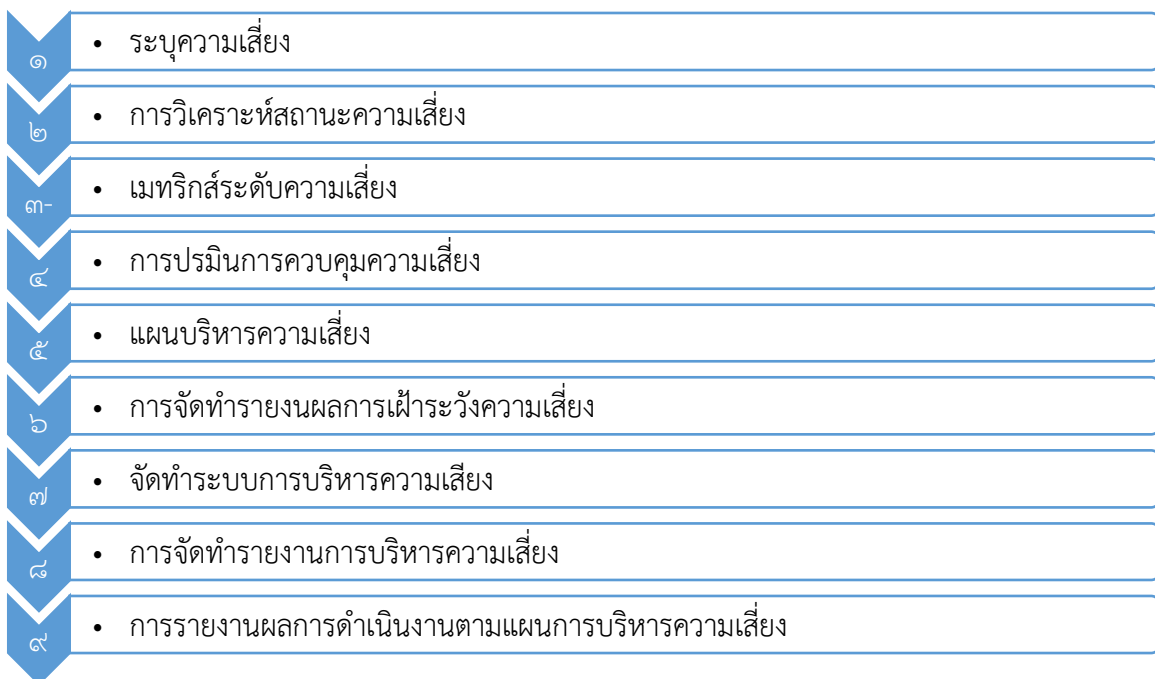 ๑ • ระบุความเสี่ยง
๒ • การวิเคราะห์สถานะความเสี่ยง
๓- • เมทริกส์ระดับความเสี่ยง
๔ • การปรมินการควบคุมความเสี่ยง
๕ • แผนบริหารความเสี่ยง
๖ • การจัดทำรายงนผลการเฝ้าระวังความเสี่ยง
๗ • จัดทำระบบการบริหารความเสียง
๘ • การจัดทำรายงานการบริหารความเสี่ยง
๙ • การรายงานผลการดำเนินงานตามแผนการบริหารความเสี่ยง